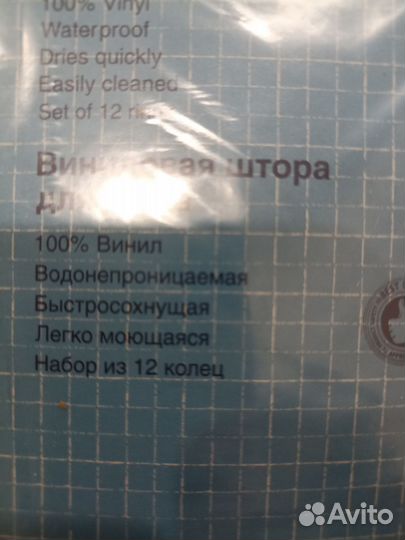 100% Vinyl
Waterproof
Dries quickly
Easily cleaned
Set of 12
Виниловая штора
100% Винил
Водонепроницаемая
Быстросохнущая
Легко моющаяся
Набор из 12 колец
Avito